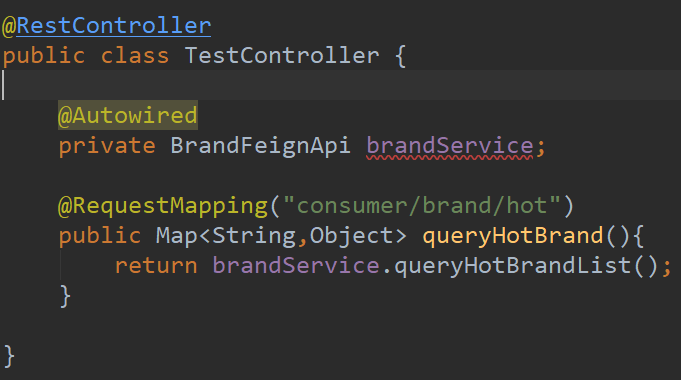 @RestController
public class TestController {
@Autowired
private BrandFeignApi brandService;
@RequestMapping("consumer/brand/hot")
public Map<String,Object> queryHotBrand(){
return brandService.queryHotBrandList();
}
}